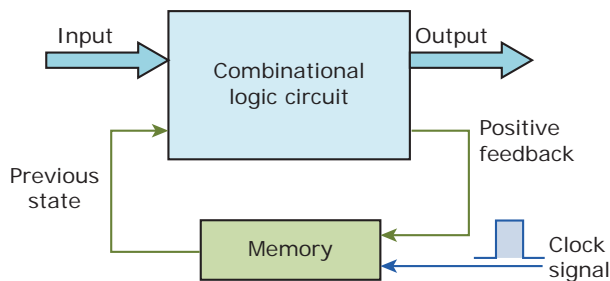 Input
Output
Combinational
logic circuit
Positive
feedback
Previous
state
Memory
Clock
signal